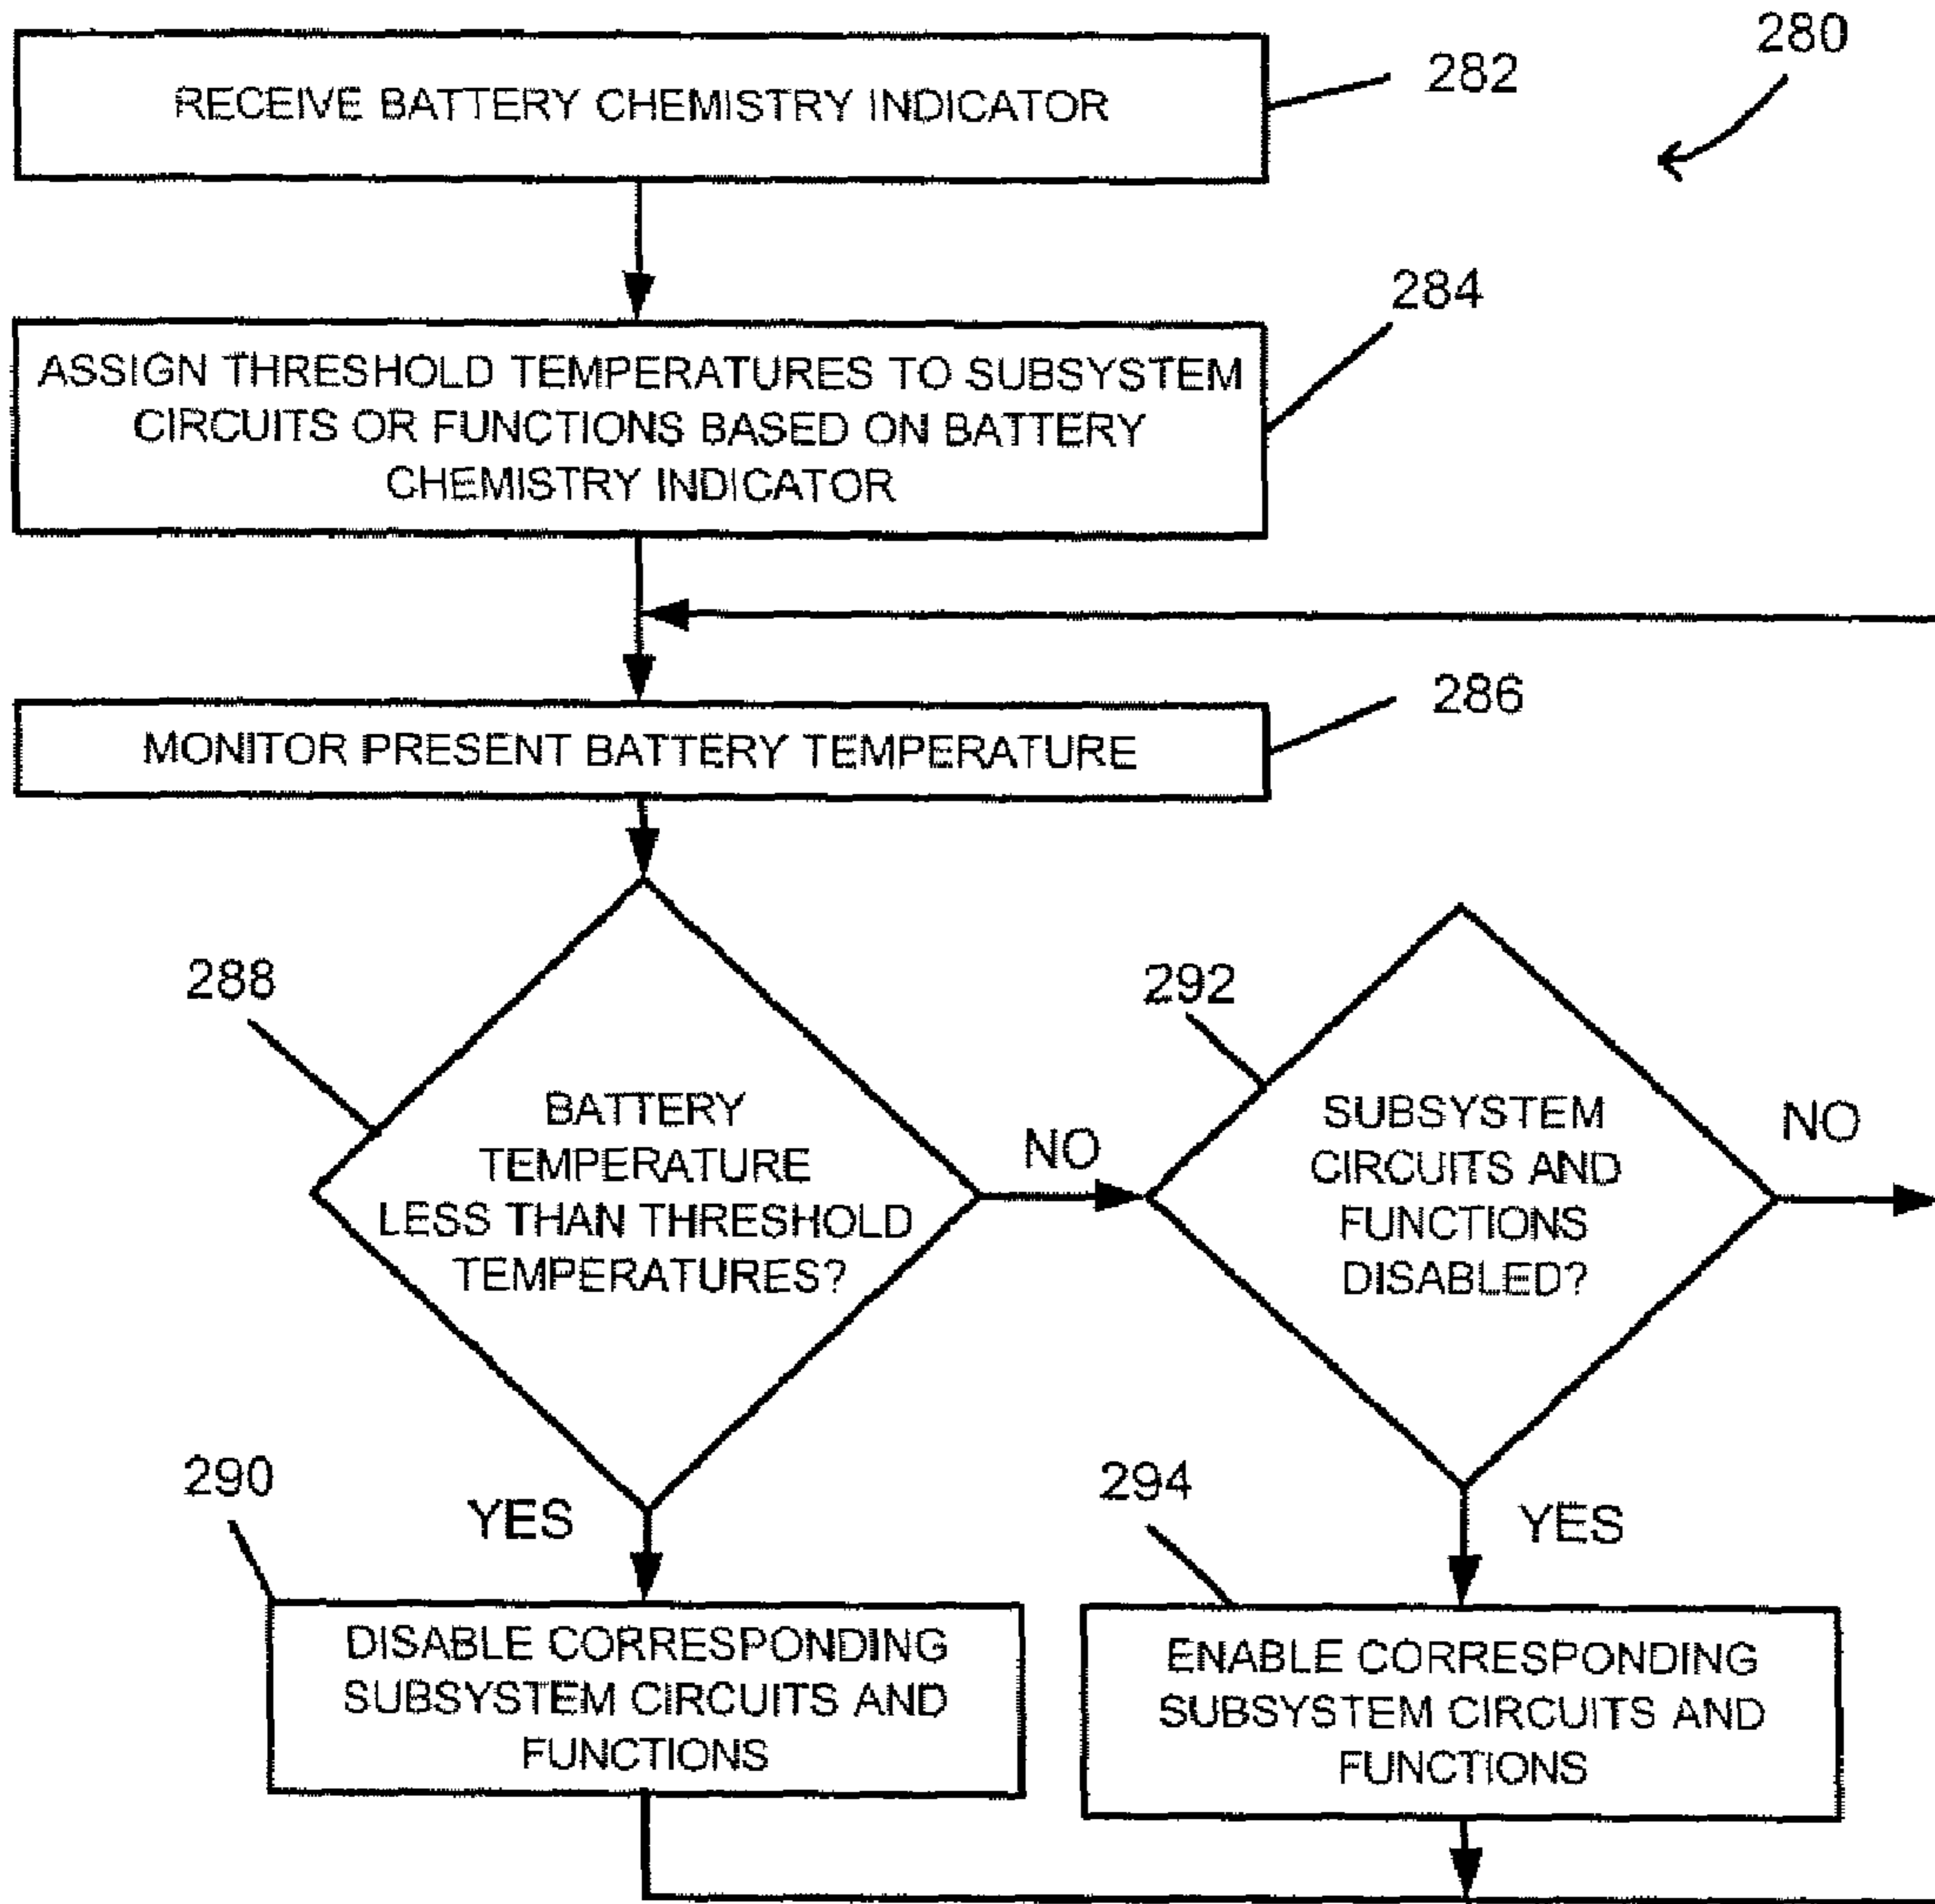 280
RECEIVE BATTERY CHEMISTRY INDICATOR
282
284
ASSIGN THRESHOLD TEMPERATURES TO SUBSYSTEM
CIRCUITS OR FUNCTIONS BASED ON BATTERY
CHEMISTRY INDICATOR
286
MONITOR PRESENT BATTERY TEMPERATURE
288
BATTERY
TEMPERATURE
LESS THAN THRESHOLD
TEMPERATURES?
NO
292
SUBSYSTEM
CIRCUITS AND
FUNCTIONS
DISABLED?
NO
290
YES
DISABLE CORRESPONDING
SUBSYSTEM CIRCUITS AND
FUNCTIONS
294
YES
ENABLE CORRESPONDING
SUBSYSTEM CIRCUITS AND
FUNCTIONS